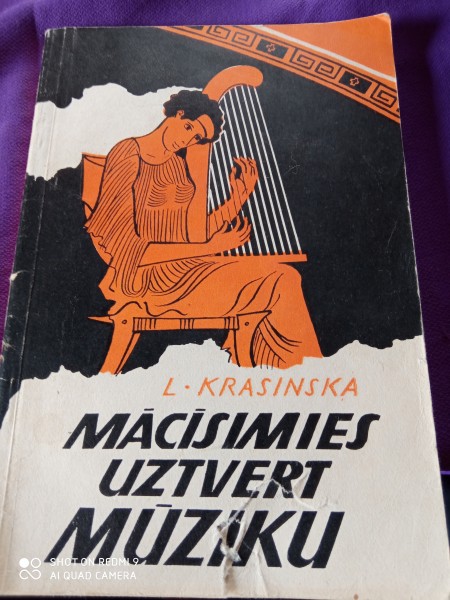 L. KRASINSKA
MĀCĪSIMIES
UZTVERT
MŪZIKU
SHOT ON REDMI 9
AI QUAD CAMERA